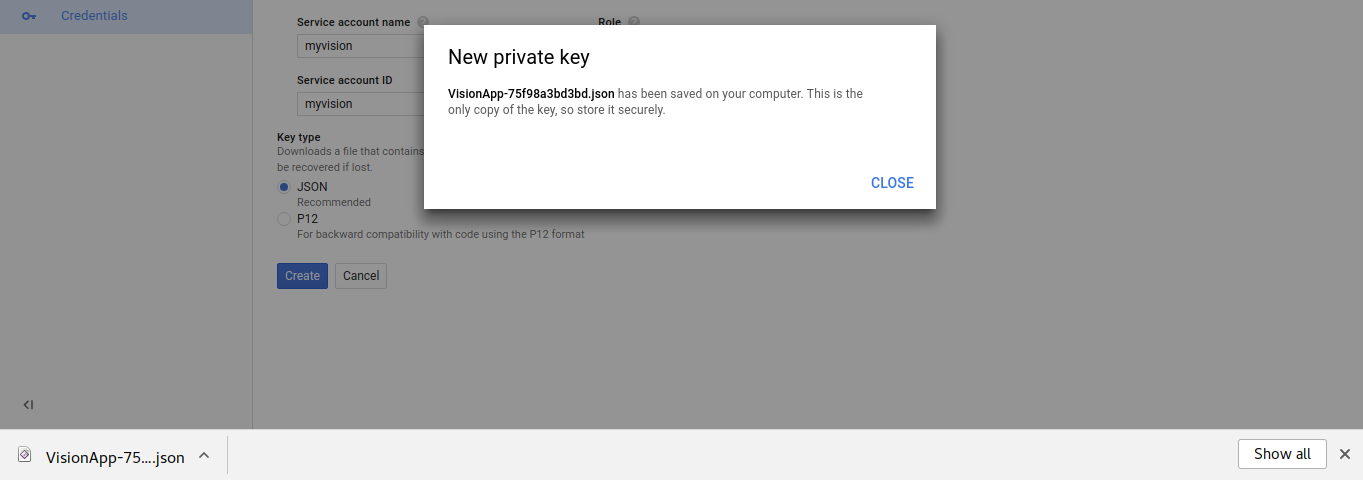 Credentials
Service account name
Role
myvision
Service account ID
myvision
New private key
VisionApp-75f98a3bd3bd.json has been saved on your computer. This is the
only copy of the key, so store it securely.
CLOSE
Key type
Downloads a file that contains
be recovered if lost.
JSON
Recommended
P12
For backward compatibility with code using the P12 format
Create Cancel
VisionApp-75....json
Show all